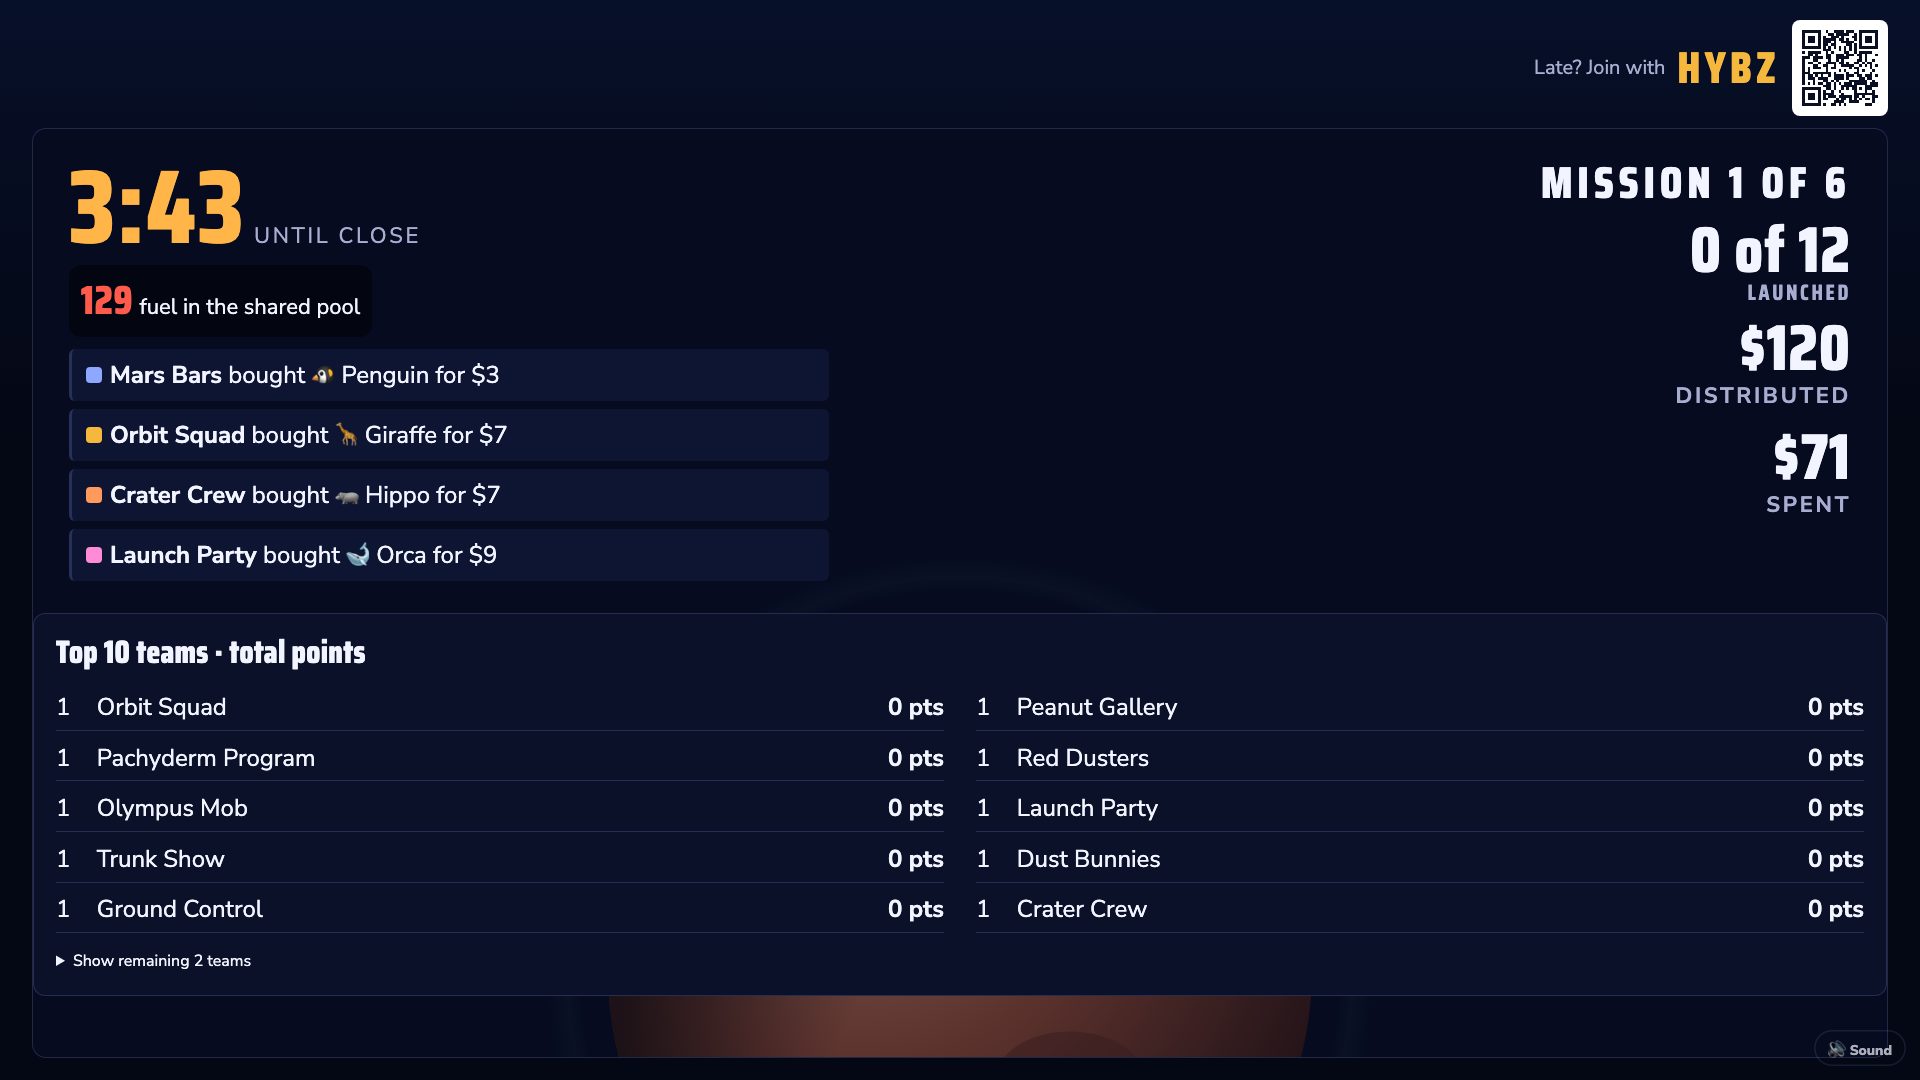 Late? Join with HYBZ
3:43 UNTIL CLOSE
129 fuel in the shared pool
Mars Bars bought Penguin for $3
Orbit Squad bought Giraffe for $7
Crater Crew bought Hippo for $7
Launch Party bought Orca for $9
MISSION 1 OF 6
0 of 12
LAUNCHED
$120
DISTRIBUTED
$71
SPENT
Top 10 teams · total points
1 Orbit Squad 0 pts
1 Pachyderm Program 0 pts
1 Olympus Mob 0 pts
1 Trunk Show 0 pts
1 Ground Control 0 pts
1 Peanut Gallery 0 pts
1 Red Dusters 0 pts
1 Launch Party 0 pts
1 Dust Bunnies 0 pts
1 Crater Crew 0 pts
Show remaining 2 teams
Sound